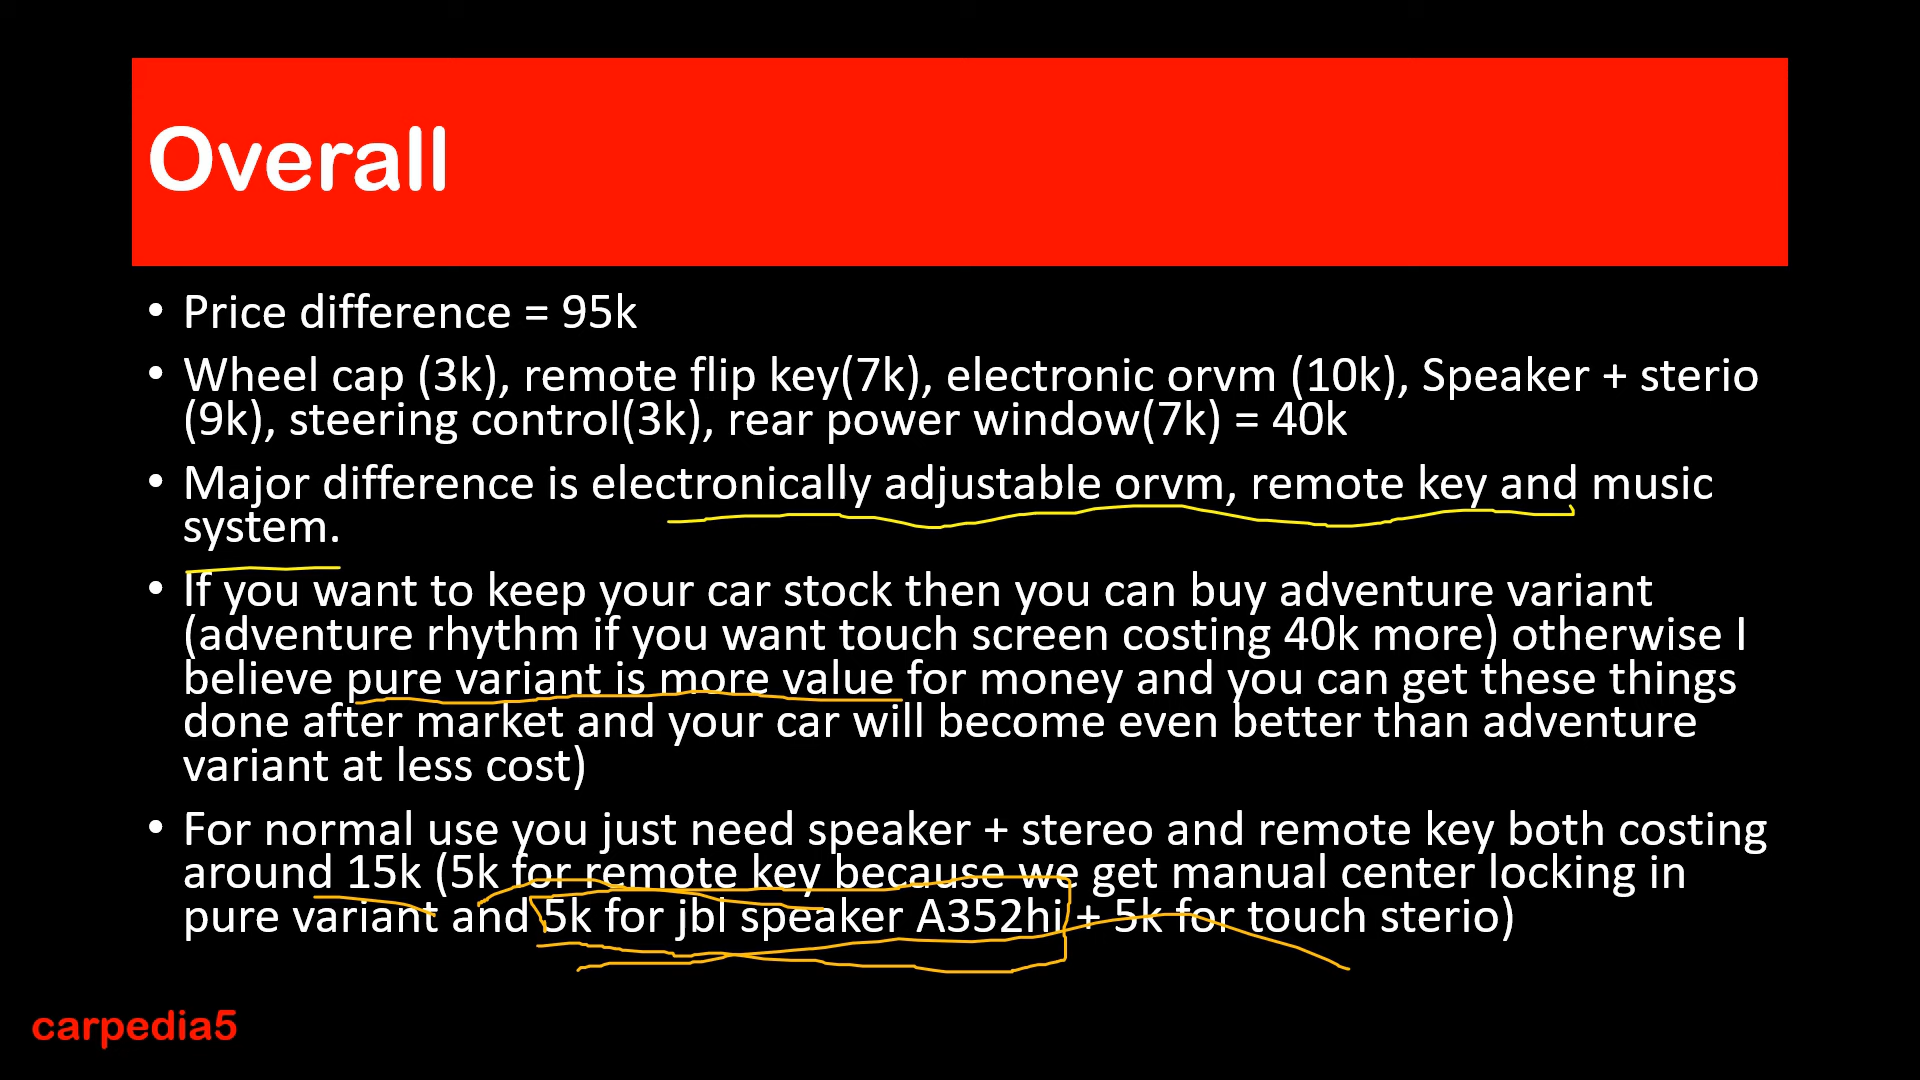 Overall
• Price difference = 95k
• Wheel cap (3k), remote flip key(7k), electronic orvm (10k), Speaker + sterio
(9k), steering control(3k), rear power window(7k) = 40k
• Major difference is electronically adjustable orvm, remote key and music
system.
• If you want to keep your car stock then you can buy adventure variant
(adventure rhythm if you want touch screen costing 40k more) otherwise I
believe pure variant is more value for money and you can get these things
done after market and your car will become even better than adventure
variant at less cost)
• For normal use you just need speaker + stereo and remote key both costing
around 15k (5k for remote key because we get manual center locking in
pure variant and 5k for jbl speaker A352hi + 5k for touch sterio)
carpedia5